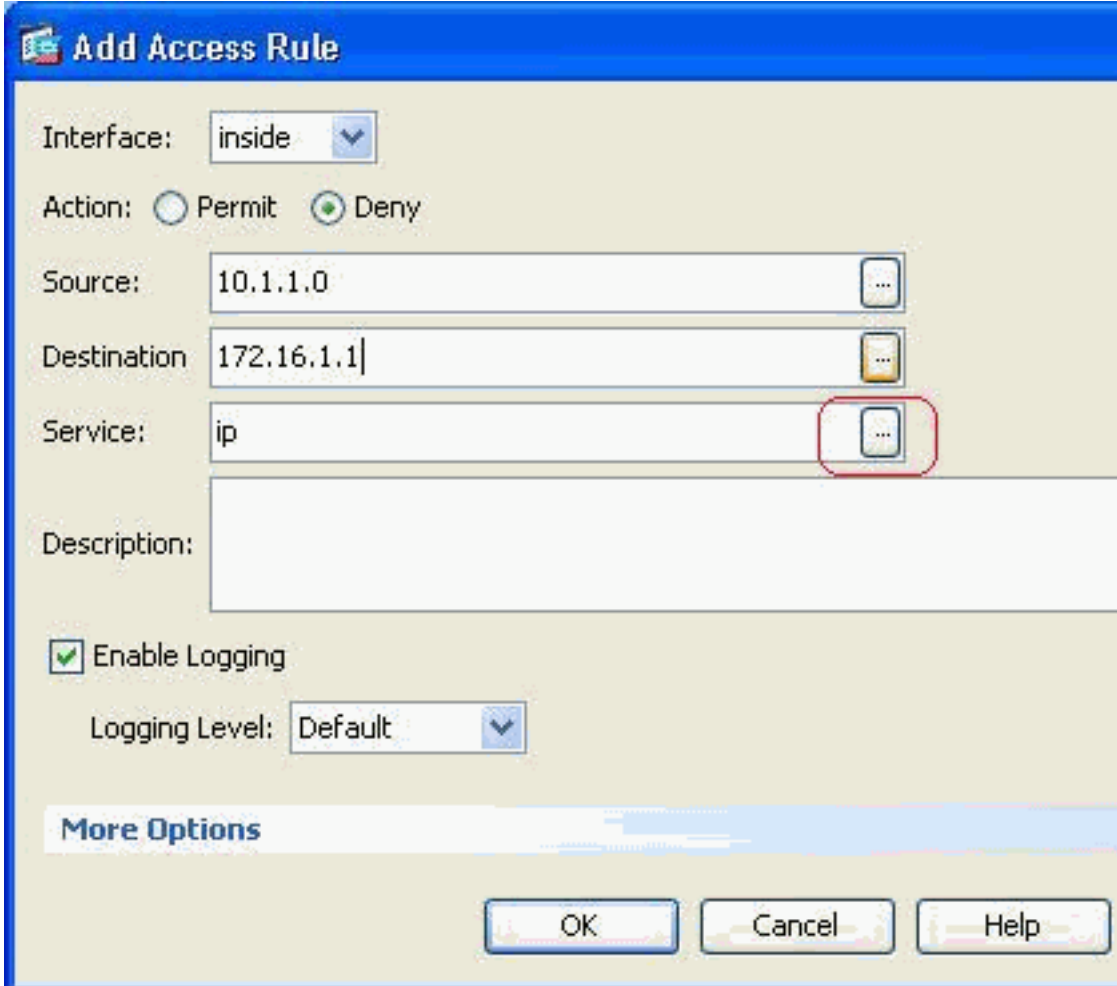 Add Access Rule
Interface: inside
Action: Permit Deny
Source: 10.1.1.0 ...
Destination 172.16.1.1 ...
Service: ip ...
Description:
Enable Logging
Logging Level: Default
More Options
OK Cancel Help